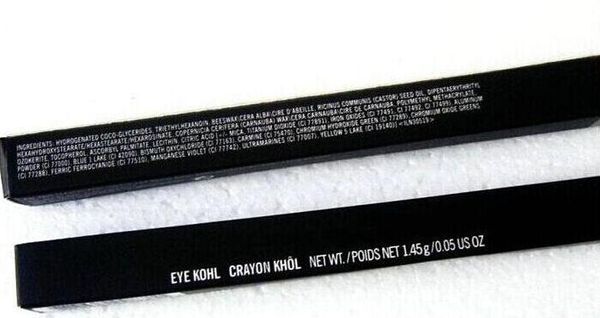 INGREDIENTS: HYDROGENATED COCO-GLYCERIDES, TRIETHYLHEXANOIN, BEESWAX\CERA ALBA\CIRE D'ABEILLE, RICINUS COMMUNIS (CASTOR) SEED OIL, DIPENTAERYTHRITYL
HEXAHYDROXYSTEARATE/HEXASTEARATE/HEXAROSINATE, COPERNICIA CERIFERA (CARNAUBA) WAX\CERA CARNAUBA\CIRE DE CARNAUBA, POLYMETHYL METHACRYLATE,
OZOKERITE, TOCOPHEROL, ASCORBYL PALMITATE, LECITHIN, CITRIC ACID [+/- MICA, TITANIUM DIOXIDE (CI 77891), IRON OXIDES (CI 77491, CI 77492, CI 77499), ALUMINUM
POWDER (CI 77000), BLUE 1 LAKE (CI 42090), BISMUTH OXYCHLORIDE (CI 77163), CARMINE (CI 75470), CHROMIUM HYDROXIDE GREEN (CI 77289), CHROMIUM OXIDE GREENS
(CI 77288), FERRIC FERROCYANIDE (CI 77510), MANGANESE VIOLET (CI 77742), ULTRAMARINES (CI 77007), YELLOW 5 LAKE (CI 19140)]
EYE KOHL CRAYON KHÔL NET WT./POIDS NET 1.45g/0.05 US OZ